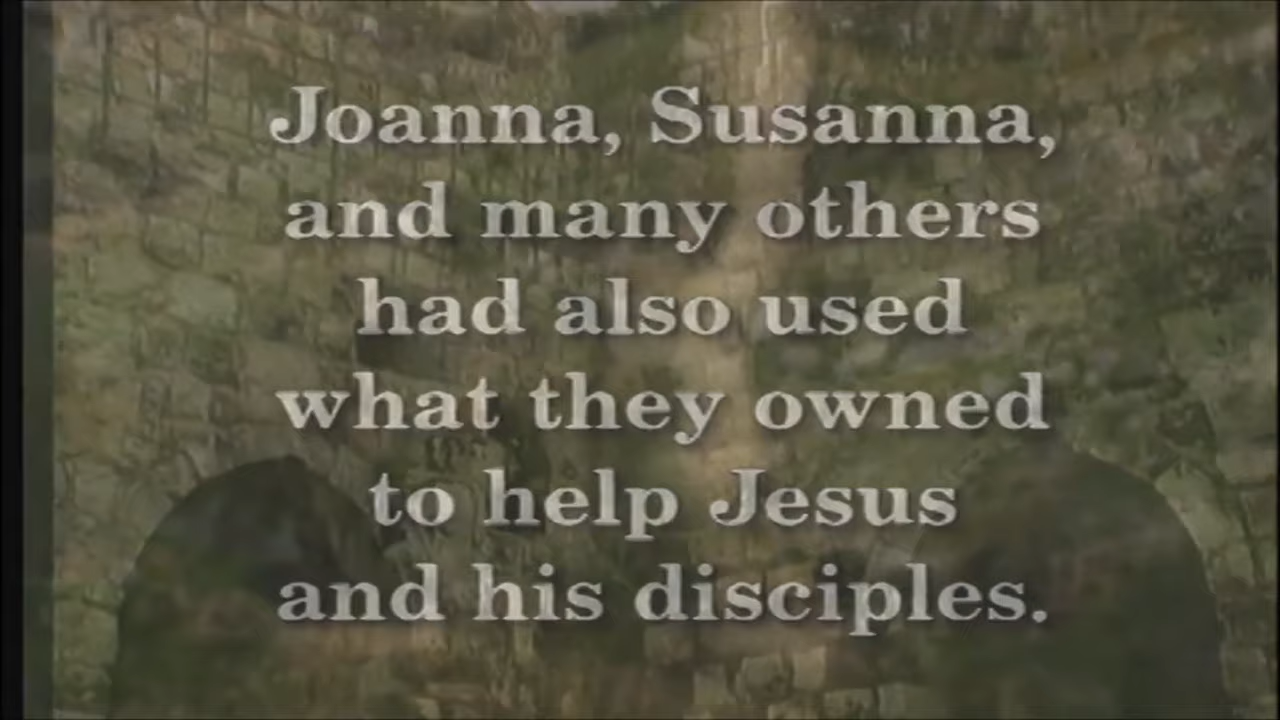 Joanna, Susanna,
and many others
had also used
what they owned
to help Jesus
and his disciples.